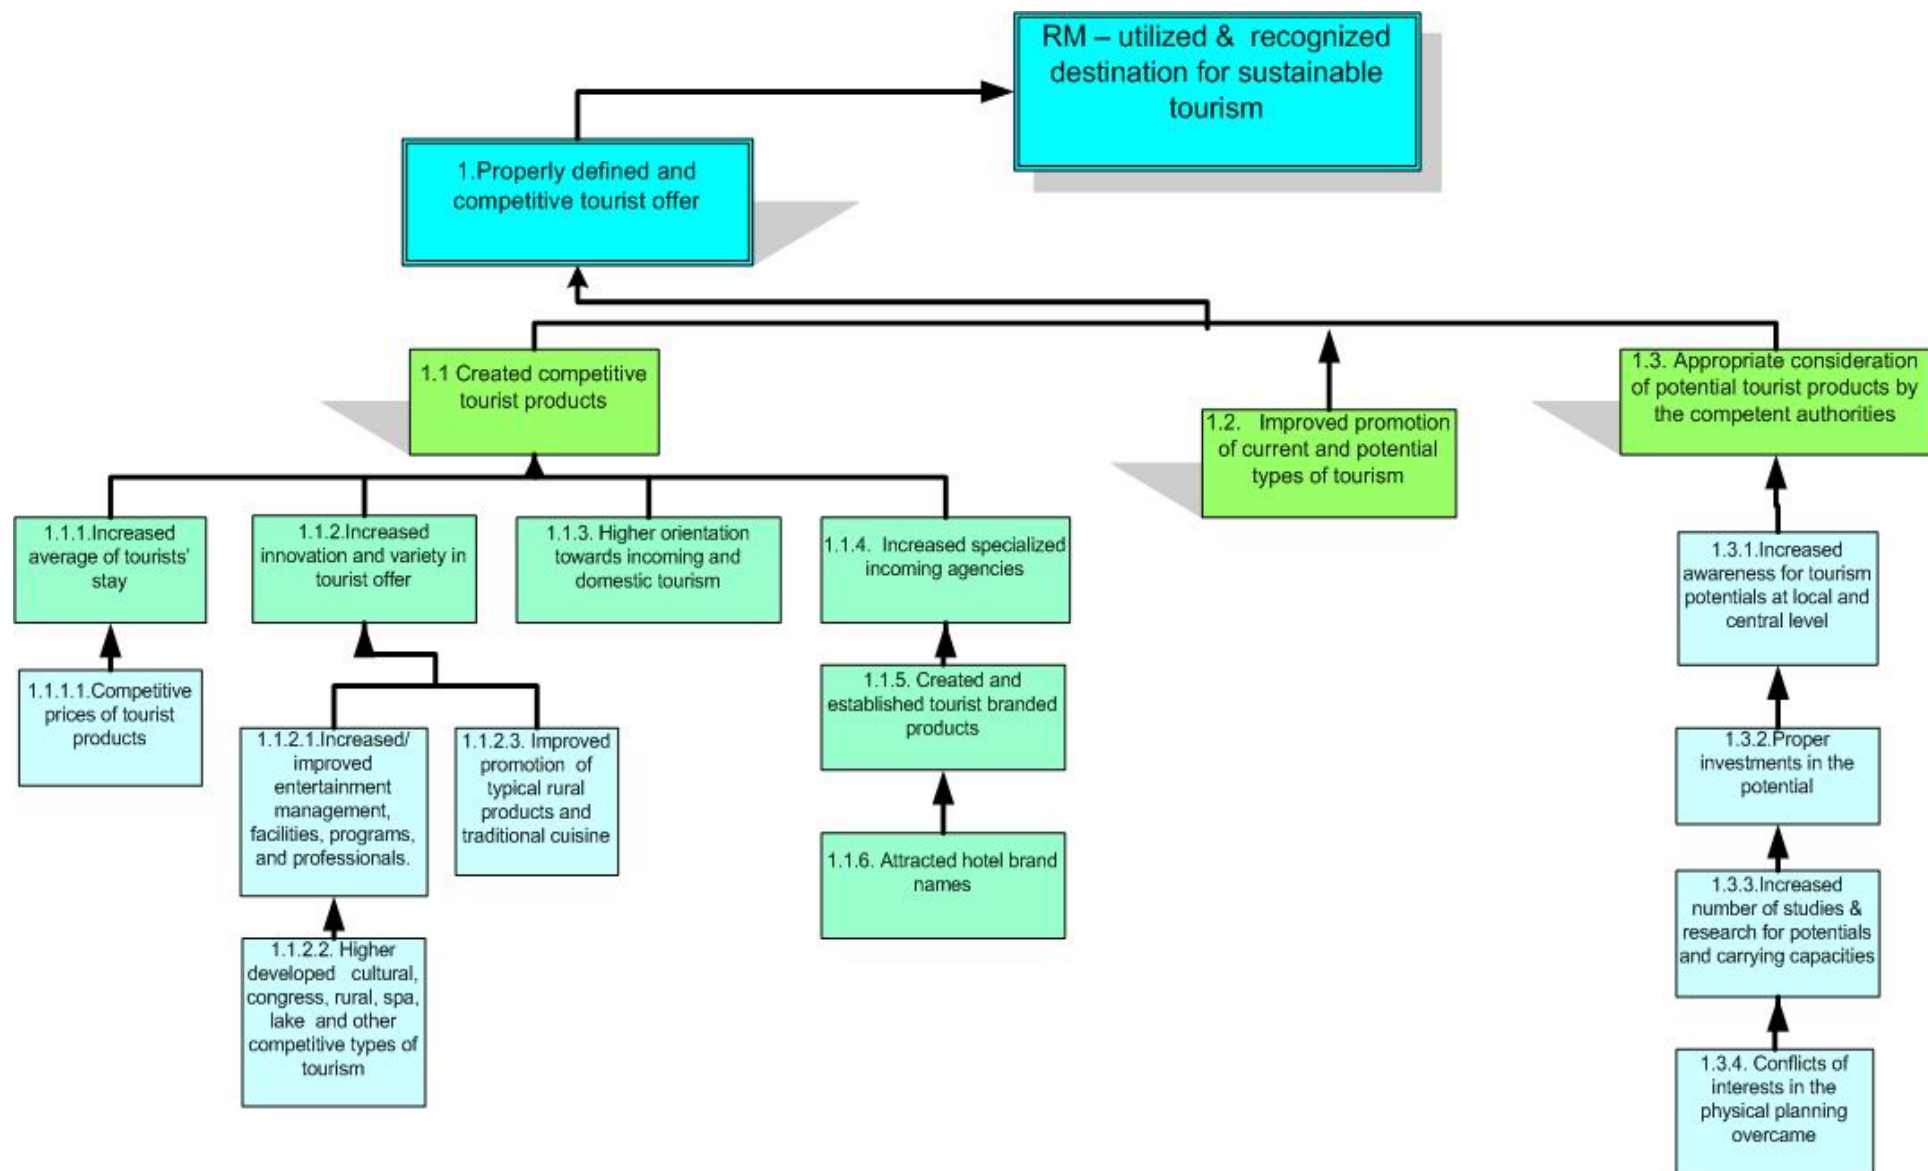 RM – utilized & recognized
destination for sustainable
tourism
1.Properly defined and
competitive tourist offer
1.1 Created competitive
tourist products
1.2. Improved promotion
of current and potential
types of tourism
1.3. Appropriate consideration
of potential tourist products by
the competent authorities
1.1.1.Increased
average of tourists'
stay
1.1.2.Increased
innovation and variety in
tourist offer
1.1.3. Higher orientation
towards incoming and
domestic tourism
1.1.4. Increased specialized
incoming agencies
1.3.1.Increased
awareness for tourism
potentials at local and
central level
1.1.1.1.Competitive
prices of tourist
products
1.1.2.1.Increased/
improved
entertainment
management,
facilities, programs,
and professionals.
1.1.2.3. Improved
promotion of
typical rural
products and
traditional cuisine
1.1.5. Created and
established tourist branded
products
1.3.2.Proper
investments in the
potential
1.1.6. Attracted hotel brand
names
1.3.3.Increased
number of studies &
research for potentials
and carrying capacities
1.1.2.2. Higher
developed cultural,
congress, rural, spa,
lake and other
competitive types of
tourism
1.3.4. Conflicts of
interests in the
physical planning
overcame